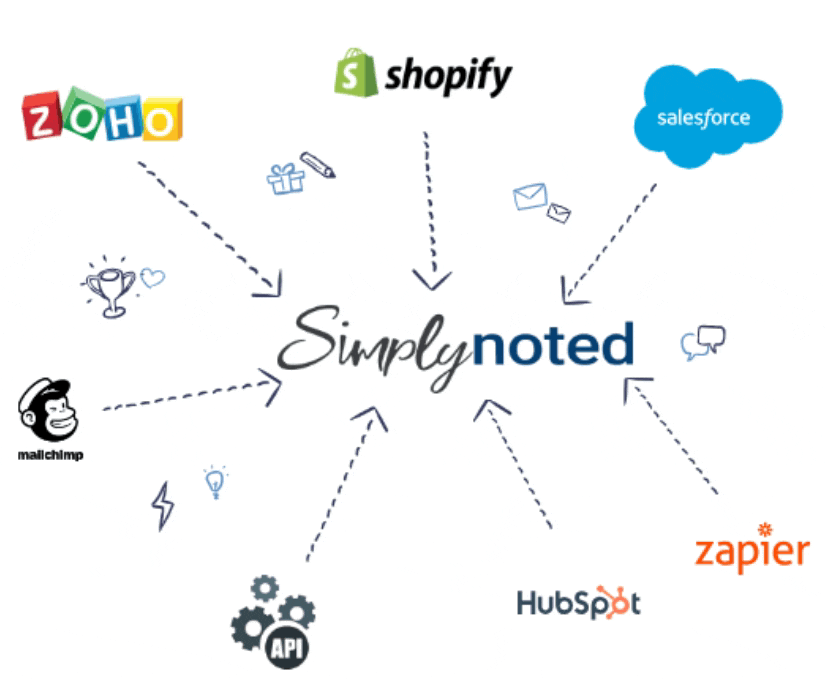 shopify
ZOHO
salesforce
Simplynoted
mailchimp
zapier
HubSpot
API